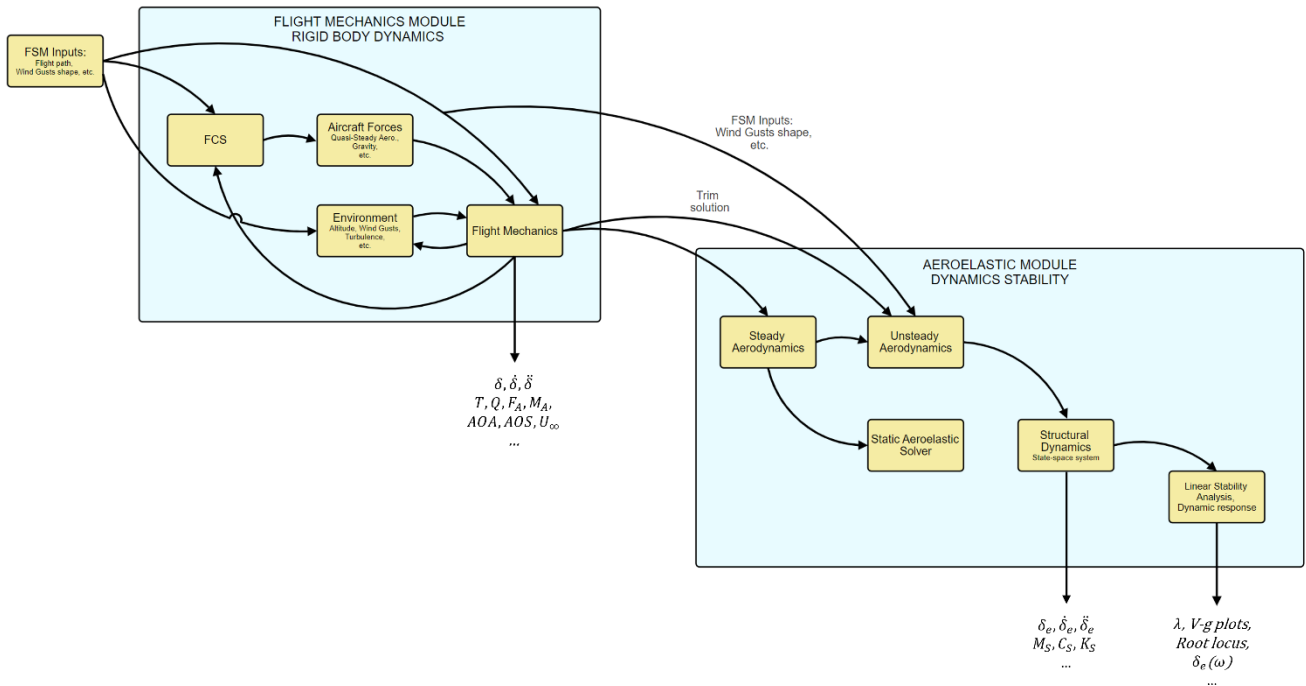 FLIGHT MECHANICS MODULE
RIGID BODY DYNAMICS
FSM Inputs:
Flight path,
Wind Gusts shape, etc.
FCS
Aircraft Forces
Quasi-Steady Aero.,
Gravity,
etc.
FSM Inputs:
Wind Gusts shape,
etc.
Environment
Altitude, Wind Gusts,
Turbulence,
etc.
Flight Mechanics
Trim
solution
AEROELASTIC MODULE
DYNAMICS STABILITY
Steady
Aerodynamics
Unsteady
Aerodynamics
δ, δ̇, δ̈
T, Q, F_A, M_A,
AOA, AOS, U_∞
...
Static Aeroelastic
Solver
Structural
Dynamics
State-space system
Linear Stability
Analysis,
Dynamic response
δ_e, δ̇_e, δ̈_e
M_S, C_S, K_S
...
λ, V-g plots,
Root locus,
δ_e(ω)
...